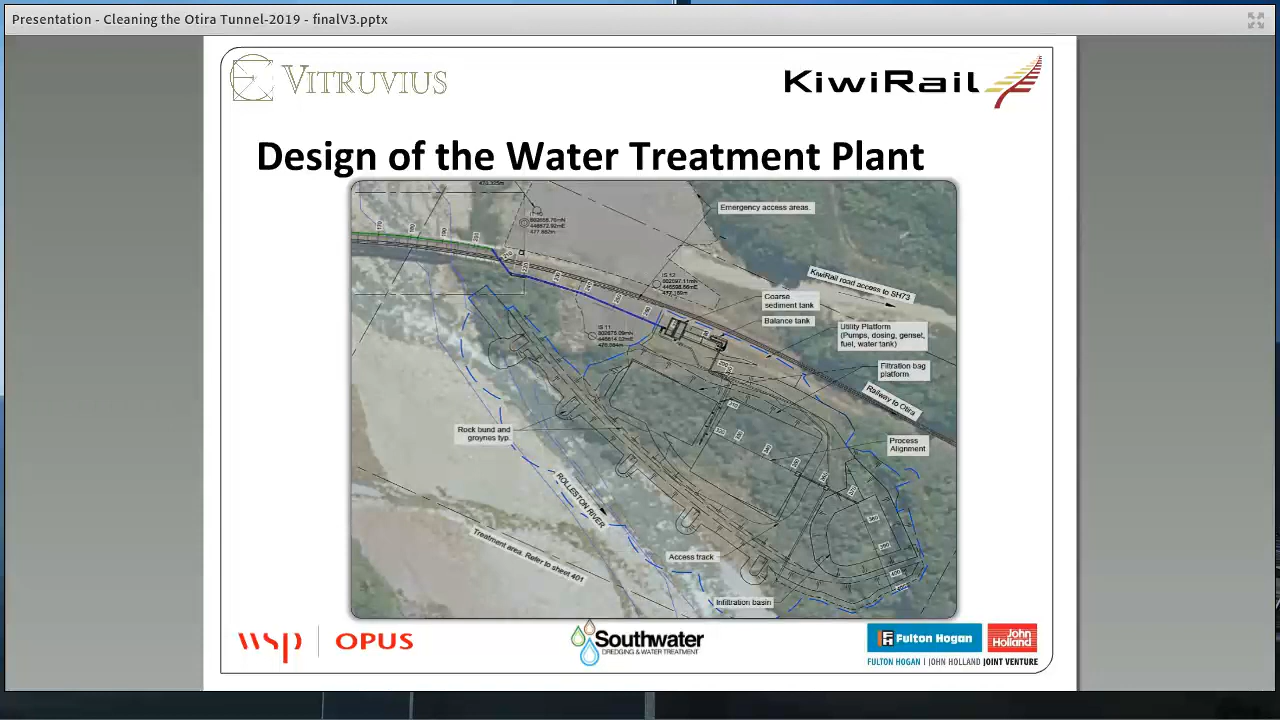 Presentation - Cleaning the Otira Tunnel-2019 - finalV3.pptx
VITRUVIUS
KiwiRail
Design of the Water Treatment Plant
Emergency access areas.
KiwiRail road access to SH73
Coarse
sediment tank
Balance tank
Utility Platform
(Pumps, dosing, genset,
fuel, water tank)
Filtration bag
platform
Railway to Otira
Rock bund and
groynes typ.
Process
Alignment
ROLLESTON RIVER
Treatment area. Refer to sheet 401
Access track
Infiltration basin
wsp
OPUS
Southwater
DREDGING & WATER TREATMENT
Fulton Hogan
John
Holland
FULTON HOGAN | JOHN HOLLAND JOINT VENTURE